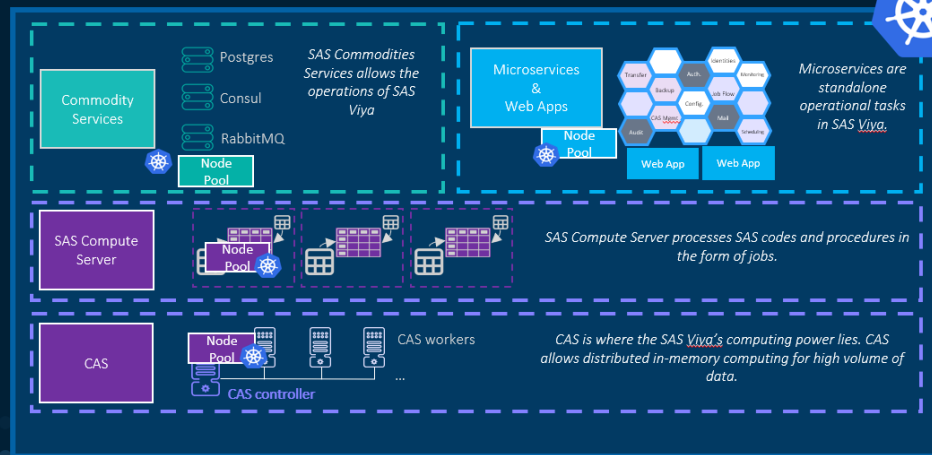 Commodity
Services
Postgres
Consul
RabbitMQ
Node
Pool
SAS Commodities
Services allows the
operations of SAS
Viya
Microservices
&
Web Apps
Node
Pool
Transfer
Backup
CAS Mgmt
Audit
Auth.
Config.
Identities
Job Flow
Mail
Monitoring
Scheduling
Web App
Web App
Microservices are
standalone
operational tasks
in SAS Viya.
SAS Compute
Server
Node
Pool
SAS Compute Server processes SAS codes and procedures in
the form of jobs.
CAS
Node
Pool
CAS workers
...
CAS controller
CAS is where the SAS Viya's computing power lies. CAS
allows distributed in-memory computing for high volume of
data.